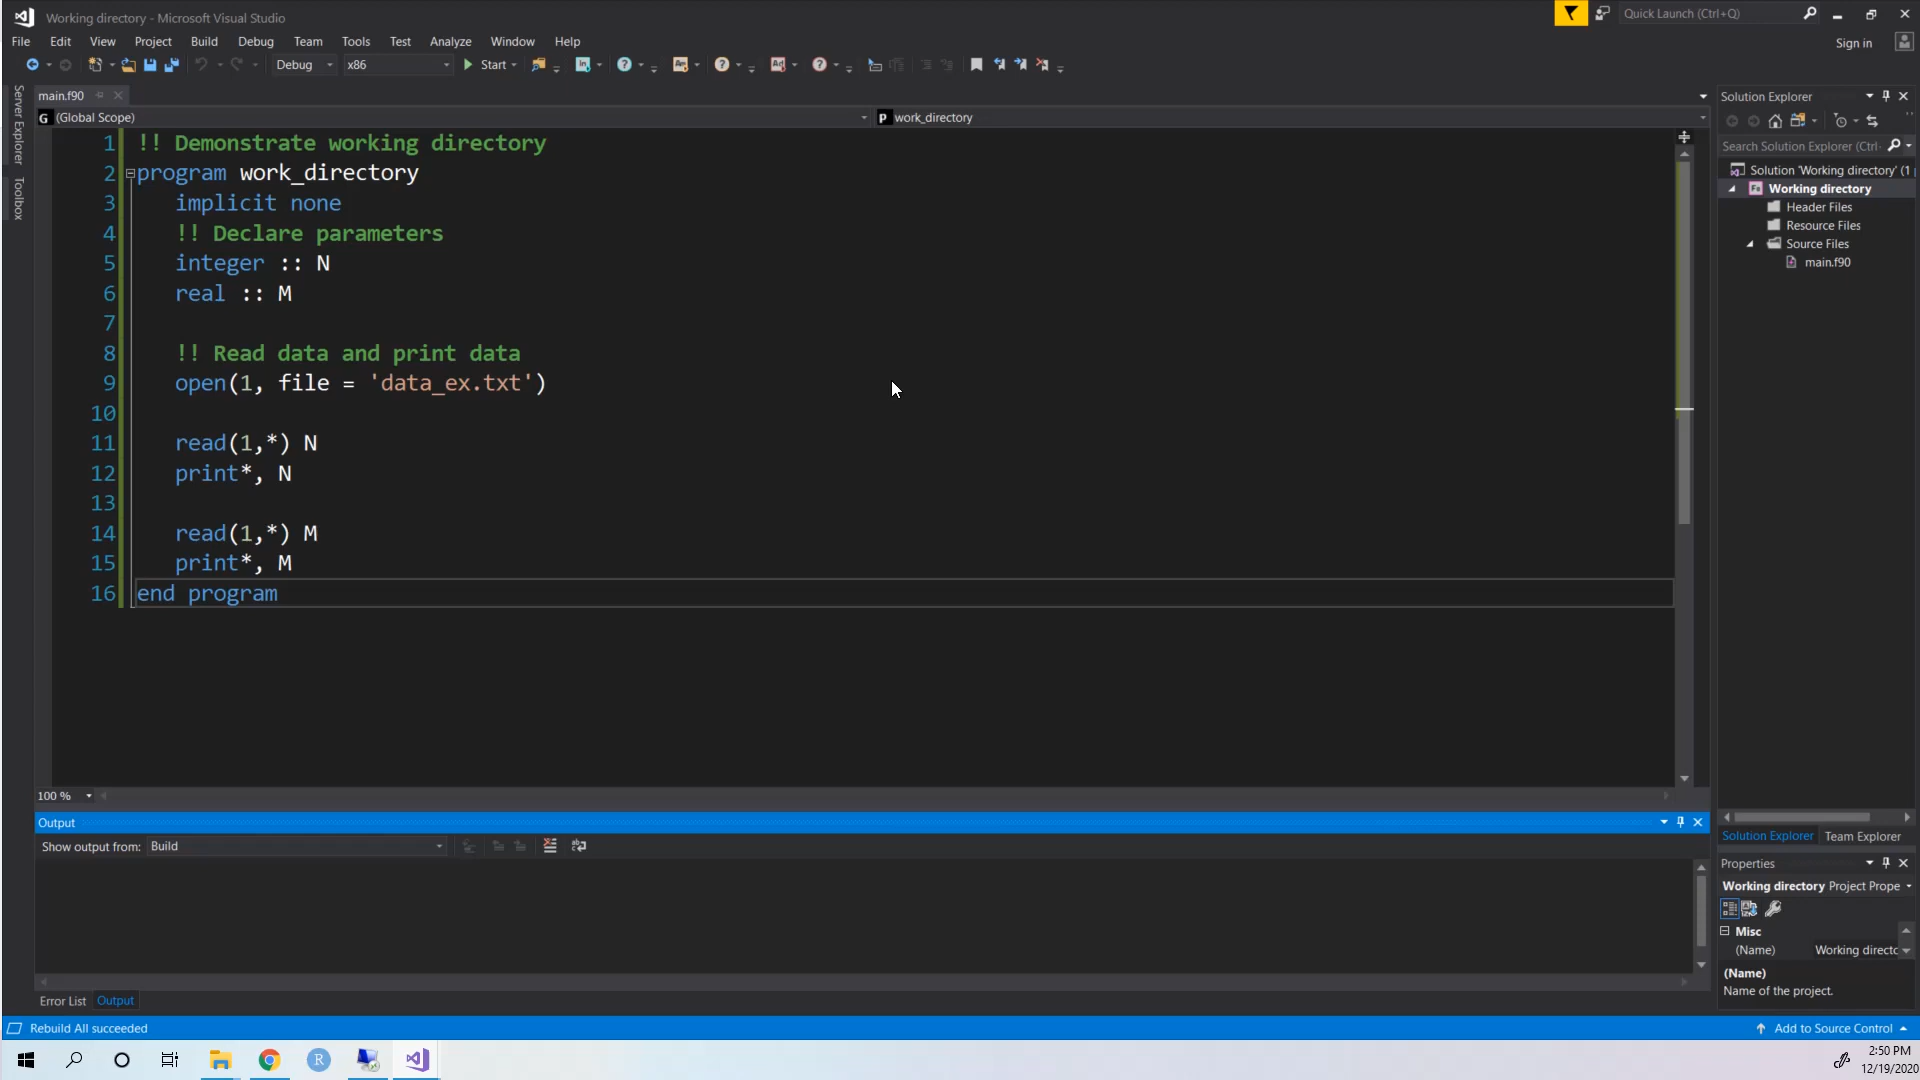 Working directory - Microsoft Visual Studio
Quick Launch (Ctrl+Q)
File Edit View Project Build Debug Team Tools Test Analyze Window Help
Sign in
Debug x86 Start
Server Explorer
Toolbox
main.f90
(Global Scope)
work_directory
1 !! Demonstrate working directory
2 program work_directory
3 implicit none
4 !! Declare parameters
5 integer :: N
6 real :: M
7
8 !! Read data and print data
9 open(1, file = 'data_ex.txt')
10
11 read(1,*) N
12 print*, N
13
14 read(1,*) M
15 print*, M
16 end program
100 %
Solution Explorer
Search Solution Explorer (Ctrl
Solution 'Working directory' (1
Working directory
Header Files
Resource Files
Source Files
main.f90
Solution Explorer Team Explorer
Properties
Working directory Project Prope
Misc
(Name) Working directo
(Name)
Name of the project.
Output
Show output from: Build
Error List Output
Rebuild All succeeded
Add to Source Control
2:50 PM
12/19/2020